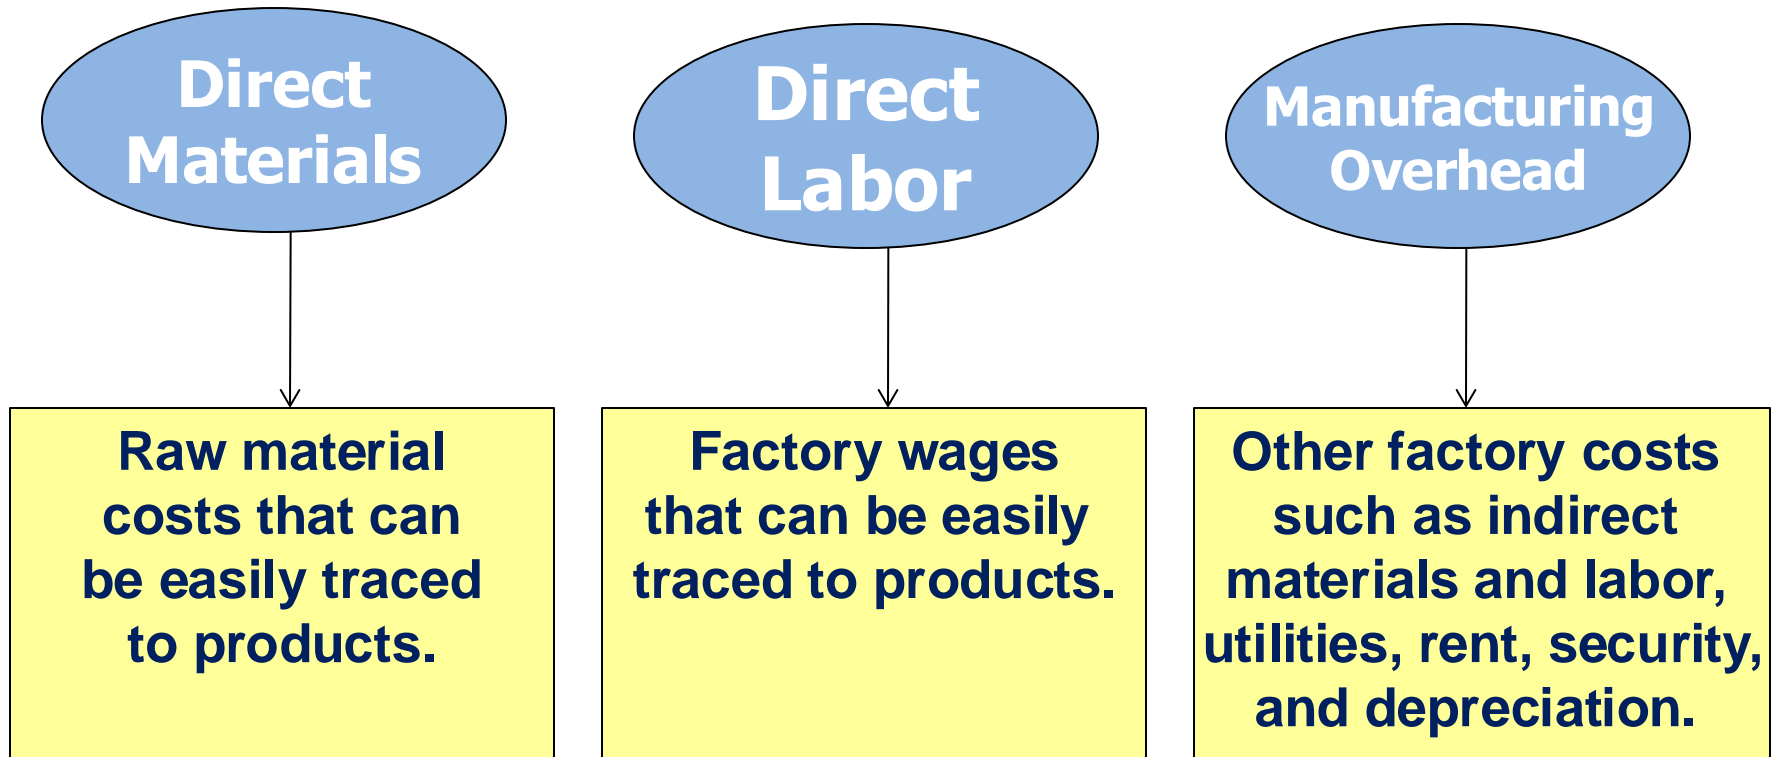 Direct
Materials
Direct
Labor
Manufacturing
Overhead
Raw material
costs that can
be easily traced
to products.
Factory wages
that can be easily
traced to products.
Other factory costs
such as indirect
materials and labor,
utilities, rent, security,
and depreciation.